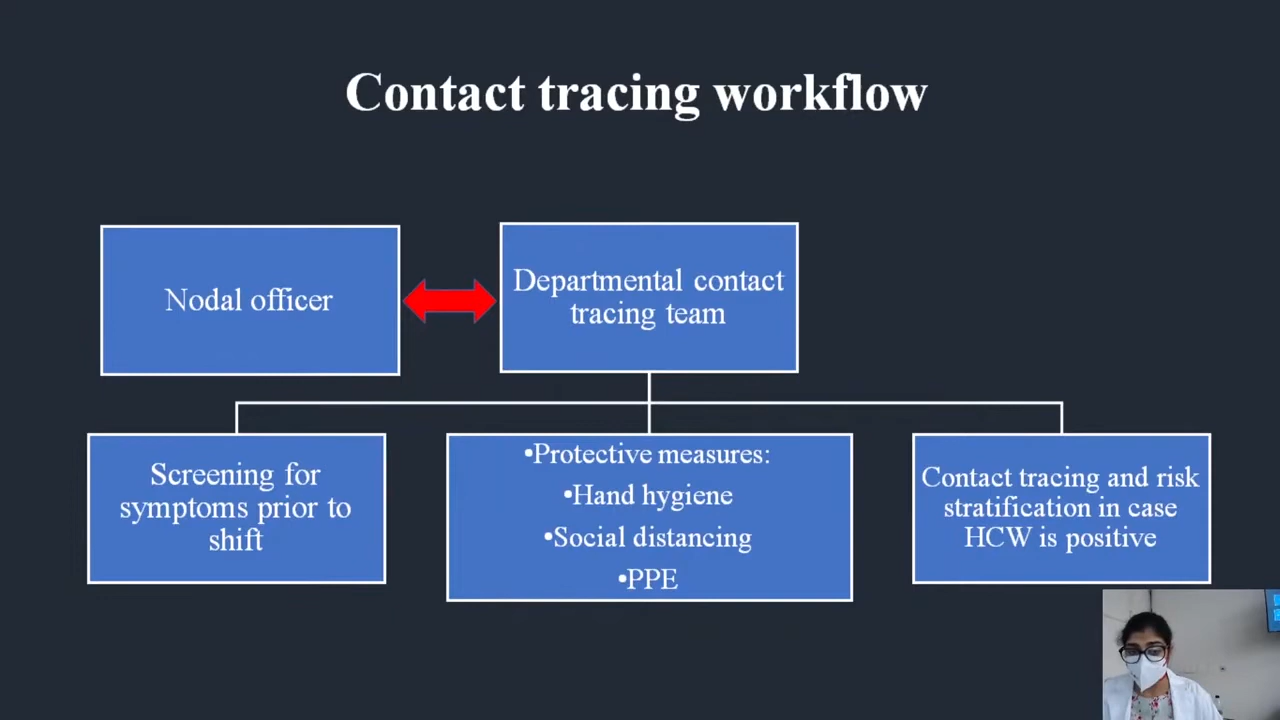 Contact tracing workflow
Nodal officer
Departmental contact
tracing team
Screening for
symptoms prior to
shift
•Protective measures:
•Hand hygiene
•Social distancing
•PPE
Contact tracing and risk
stratification in case
HCW is positive